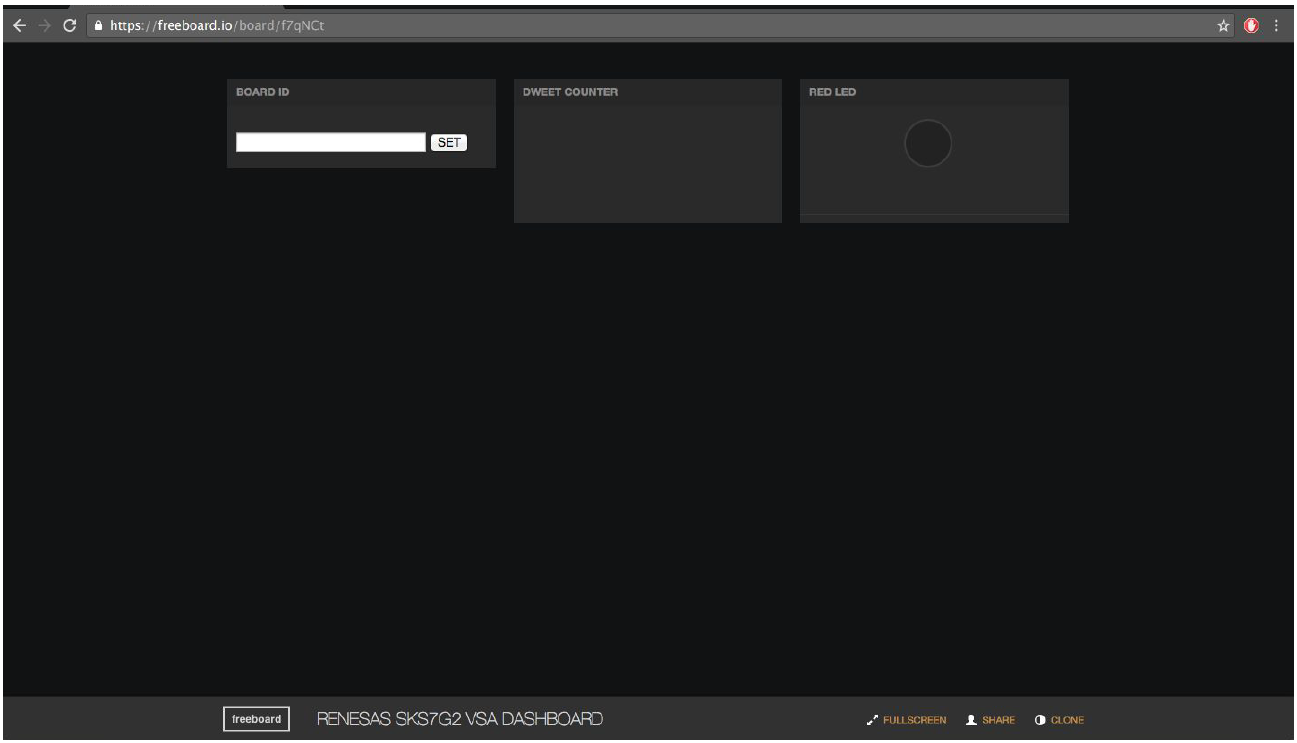 https://freeboard.io/board/f7qNCt
BOARD ID
SET
DWEET COUNTER
RED LED
freeboard
RENESAS SKS7G2 VSA DASHBOARD
FULLSCREEN
SHARE
CLONE